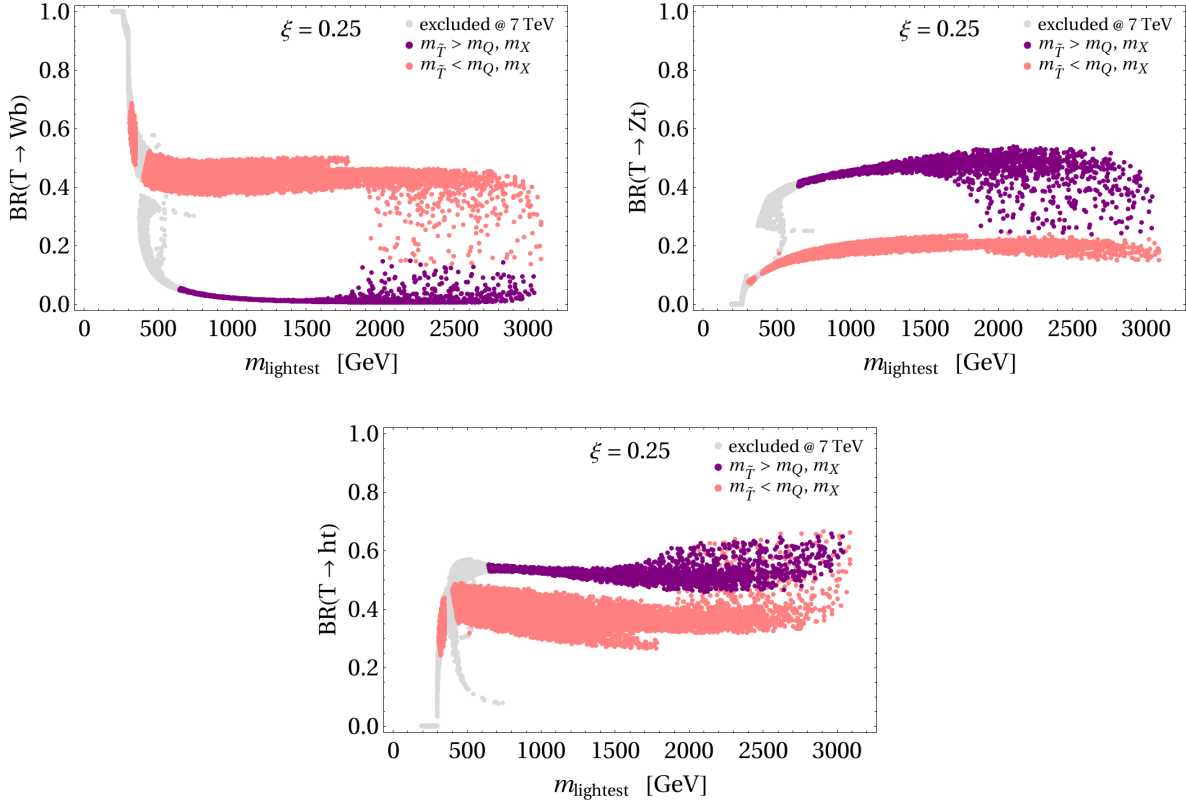 ξ = 0.25
excluded @ 7 TeV
m_T̃ > m_Q, m_X
m_T̃ < m_Q, m_X
BR(T → Wb)
1.0
0.8
0.6
0.4
0.2
0.0
0 500 1000 1500 2000 2500 3000
m_lightest [GeV]
ξ = 0.25
excluded @ 7 TeV
m_T̃ > m_Q, m_X
m_T̃ < m_Q, m_X
BR(T → Zt)
1.0
0.8
0.6
0.4
0.2
0.0
0 500 1000 1500 2000 2500 3000
m_lightest [GeV]
ξ = 0.25
excluded @ 7 TeV
m_T̃ > m_Q, m_X
m_T̃ < m_Q, m_X
BR(T → ht)
1.0
0.8
0.6
0.4
0.2
0.0
0 500 1000 1500 2000 2500 3000
m_lightest [GeV]